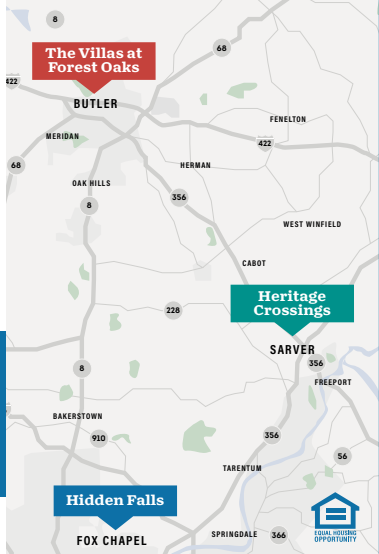 8
The Villas at
Forest Oaks
68
422
BUTLER
FENELTON
MERIDAN
422
68
HERMAN
OAK HILLS
356
8
WEST WINFIELD
CABOT
Heritage
Crossings
228
SARVER
356
8
FREEPORT
BAKERSTOWN
910
356
56
TARENTUM
Hidden Falls
FOX CHAPEL
SPRINGDALE
366
EQUAL HOUSING
OPPORTUNITY